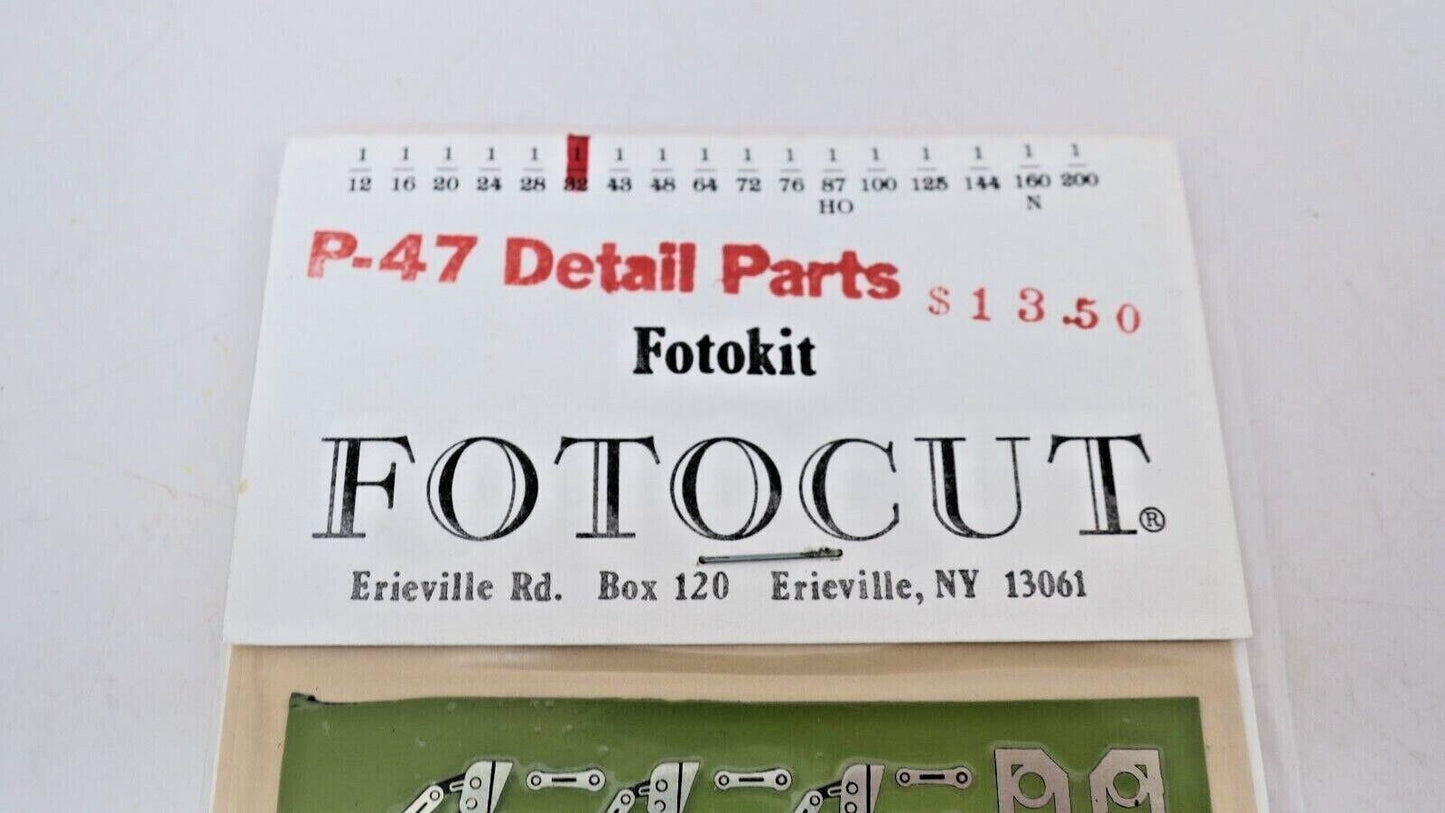 1 1 1 1 1 1 1 1 1 1 1 1 1 1 1 1 1
12 16 20 24 28 32 43 48 64 72 76 87 100 125 144 160 200
HO N
P-47 Detail Parts $13.50
Fotokit
FOTOCUT®
Erieville Rd. Box 120 Erieville, NY 13061